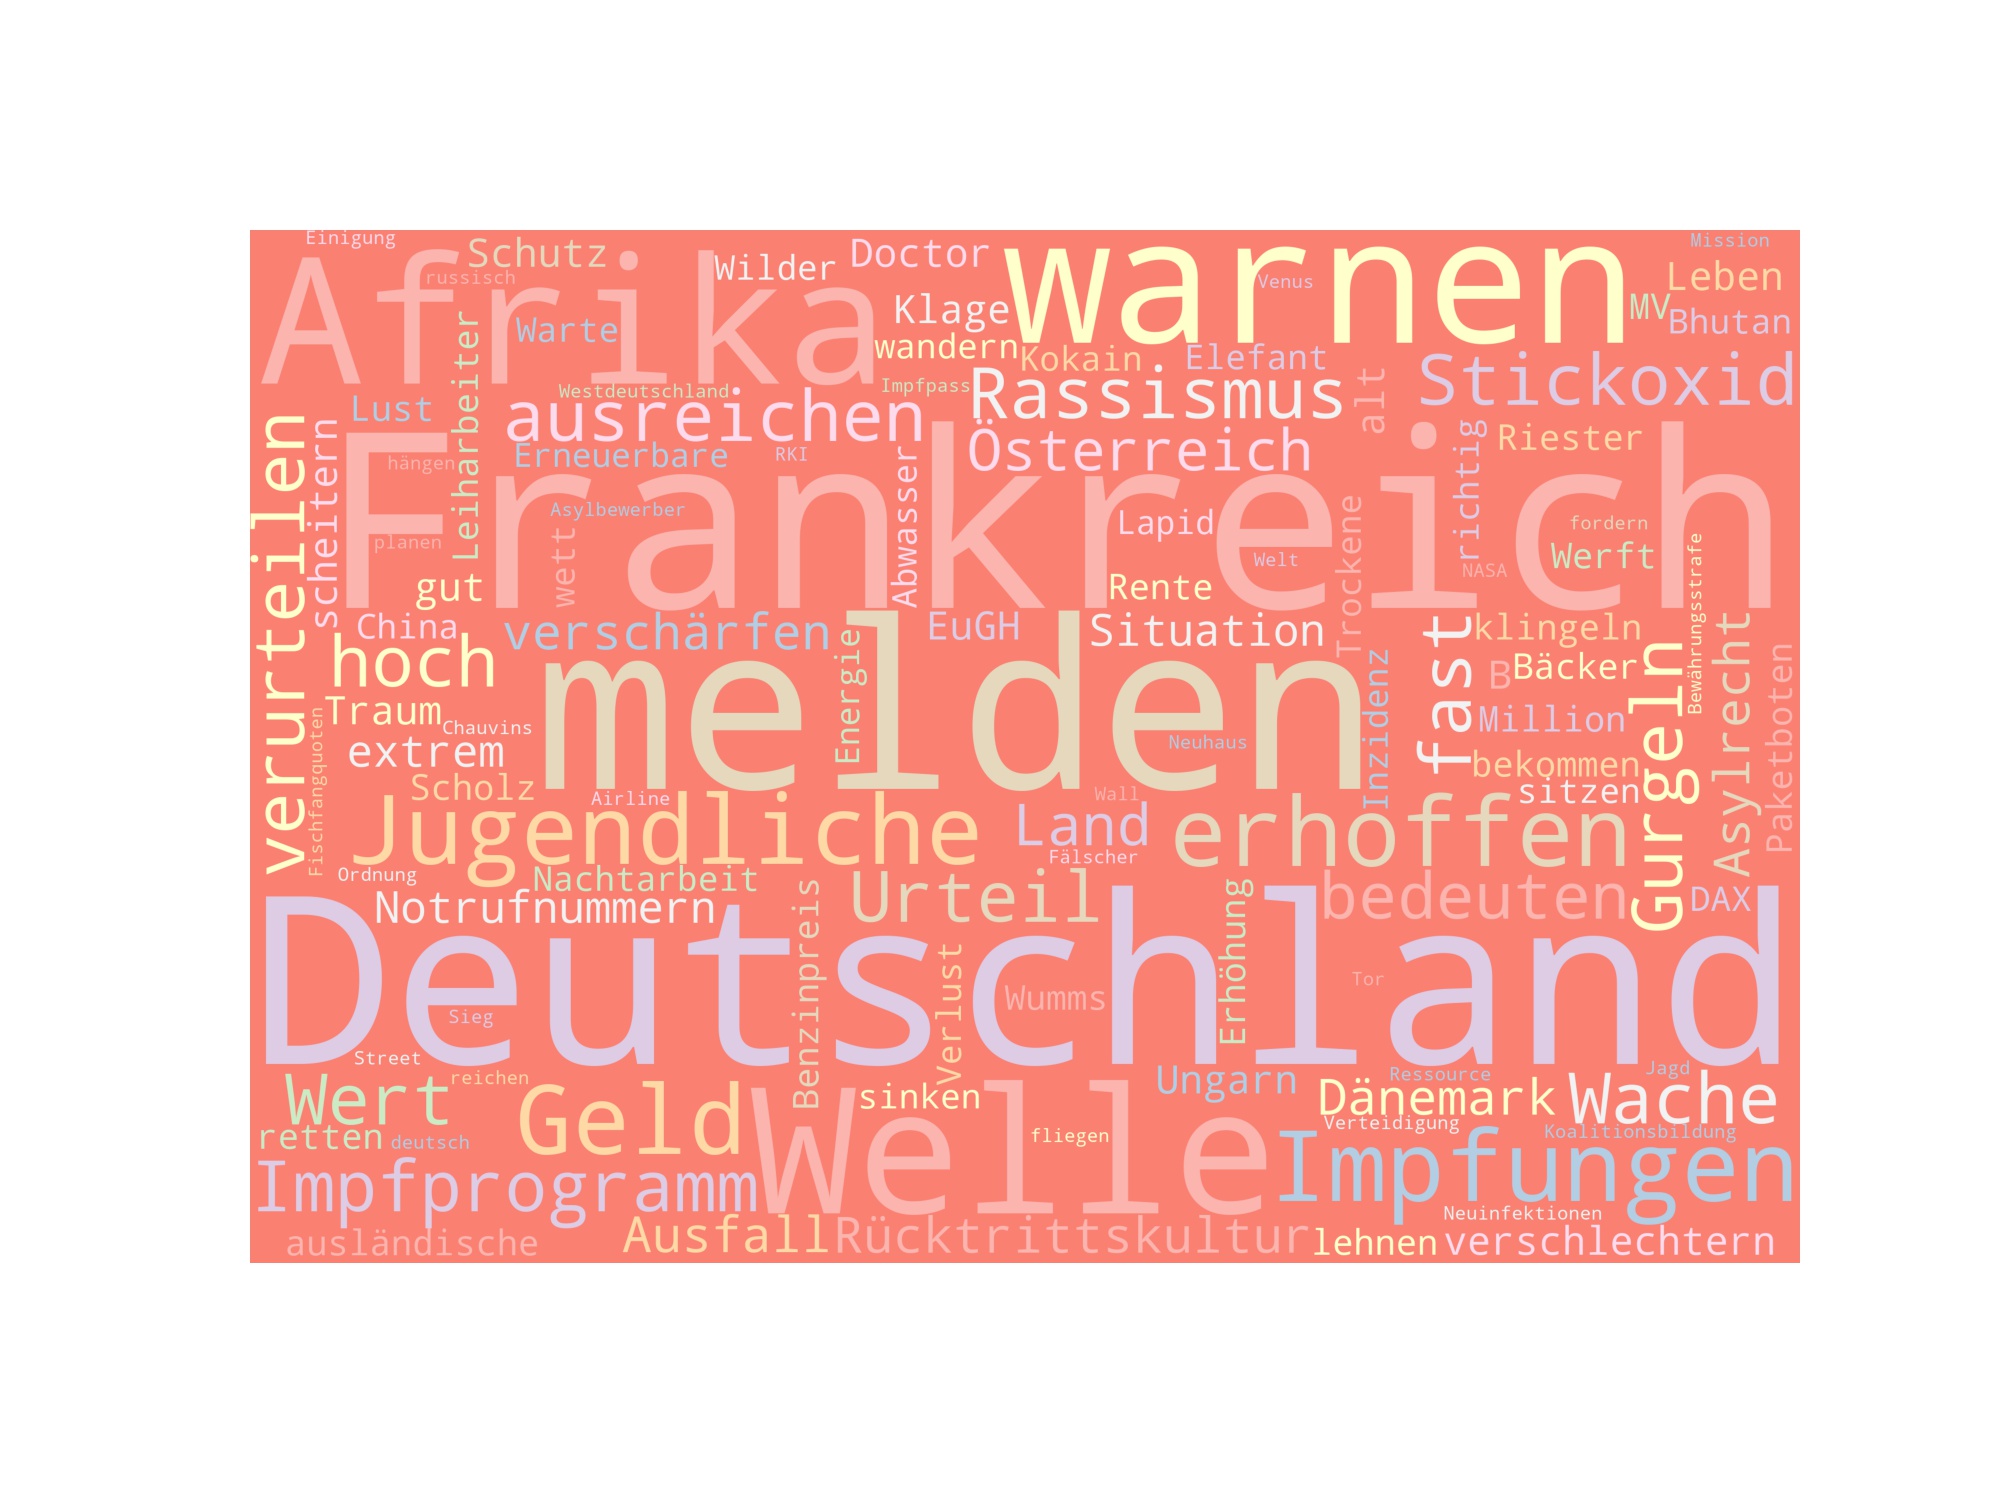 Einigung
Afrika
russisch
Schutz
Wilder
Doctor
warnen
Venus
Mission
Leben
MV
Bhutan
Klage
Warte
wandern
Kokain
Elefant
Stickoxid
Leiharbeiter
Westdeutschland
Impfpass
Rassismus
alt
Lust
ausreichen
Österreich
richtig
Riester
verurteilen
scheitern
Frankreich
hängen
Erneuerbare
RKI
Abwasser
Asylbewerber
Lapid
Trockene
fordern
planen
wett
Welt
NASA
Werft
Bewährungsstrafe
gut
Rente
China
verschärfen
EuGH
Situation
fast
klingeln
hoch
melden
Energie
Inzidenz
B
Bäcker
Gurgeln
Asylrecht
Paketboten
Traum
Chauvins
Neuhaus
Million
extrem
bekommen
Fischfangquoten
Scholz
Airline
Wall
sitzen
Jugendliche
Land
erhoffen
Fälscher
Ordnung
Nachtarbeit
Benzinpreis
Urteil
Erhöhung
bedeuten
DAX
Notrufnummern
Deutschland
Verlust
Wumms
Tor
Sieg
Street
reichen
Wert
Geld
Welle
sinken
Ungarn
Ressource
Jagd
Dänemark
Wache
retten
deutsch
fliegen
Verteidigung
Koalitionsbildung
Impfprogramm
Impfungen
Neuinfektionen
ausländische
Ausfall
Rücktrittskultur
lehnen
verschlechtern